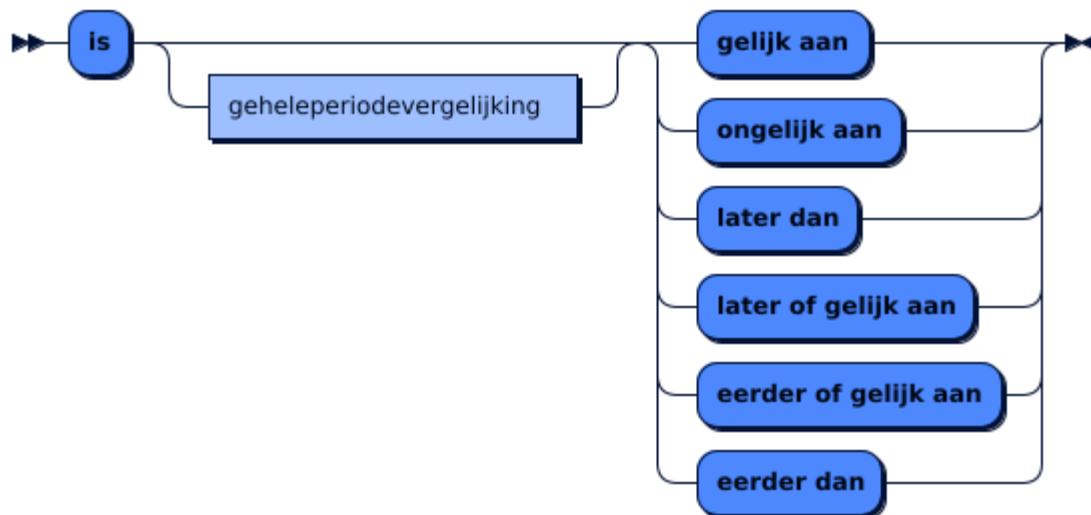 is
gelijk aan
geheleperiodevergelijking
ongelijk aan
later dan
later of gelijk aan
eerder of gelijk aan
eerder dan